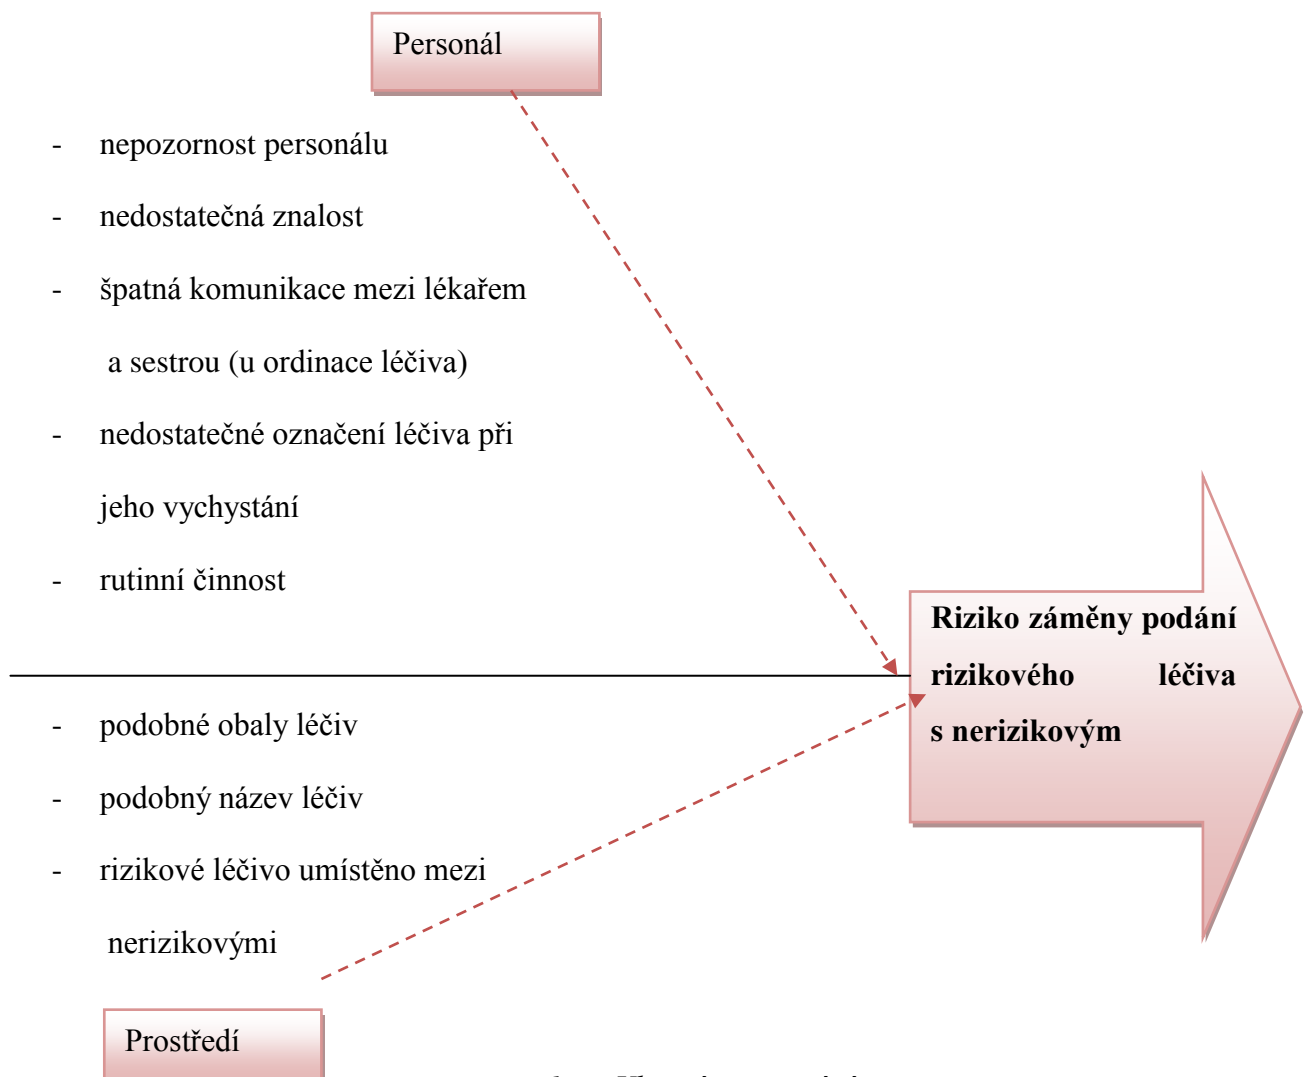 Personál
- nepozornost personálu
- nedostatečná znalost
- špatná komunikace mezi lékařem
a sestrou (u ordinace léčiva)
- nedostatečné označení léčiva při
jeho vychystání
- rutinní činnost
Riziko záměny podání
rizikového léčiva
s nerizikovým
- podobné obaly léčiv
- podobný název léčiv
- rizikové léčivo umístěno mezi
nerizikovými
Prostředí